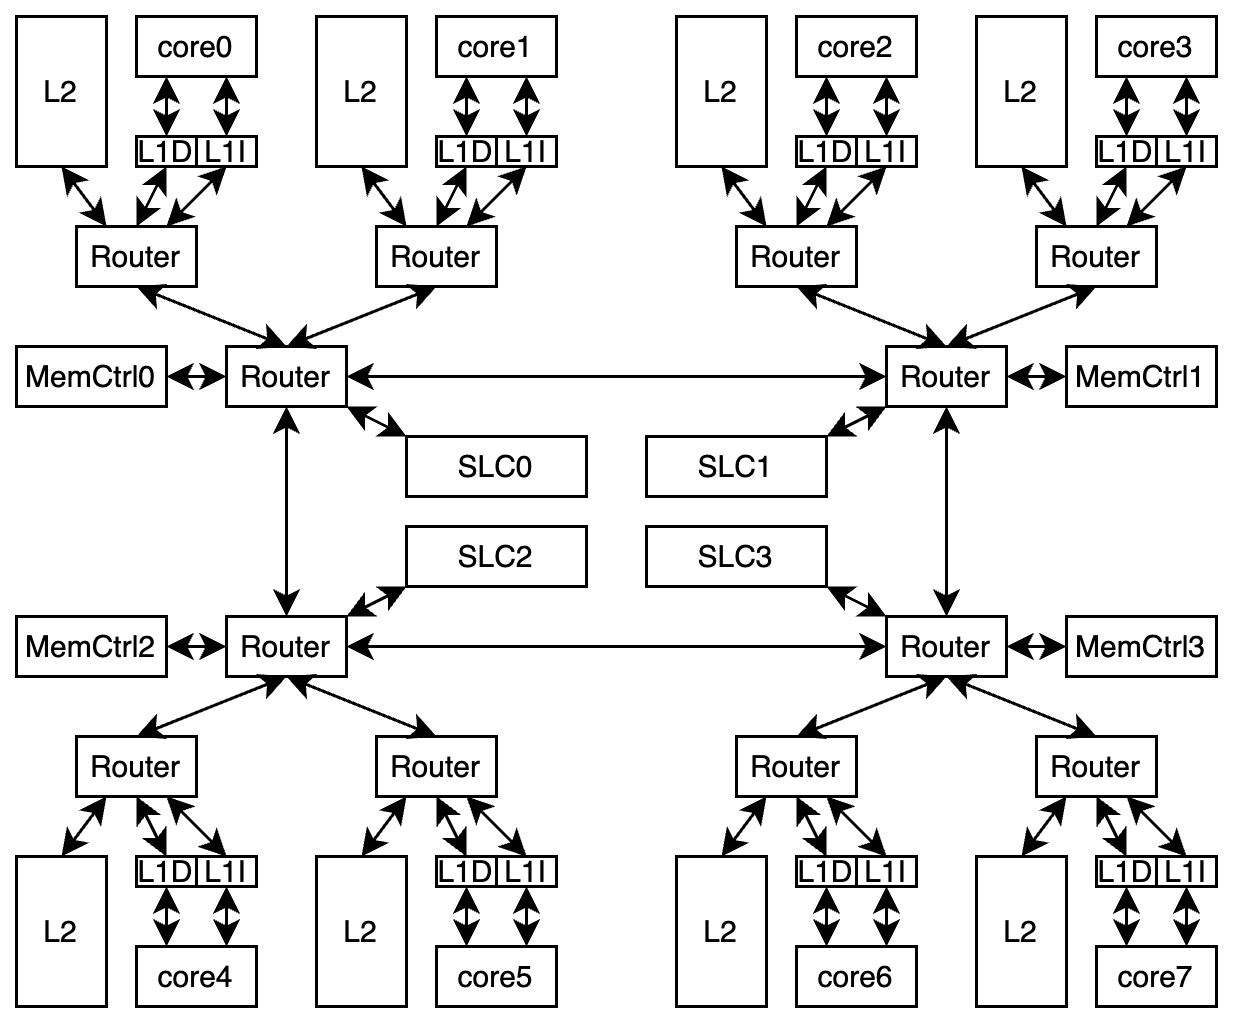 L2 core0 L2 core1 L2 core2 L2 core3
L1D L1I L1D L1I L1D L1I L1D L1I
Router Router Router Router
MemCtrl0 Router Router MemCtrl1
SLC0 SLC1
SLC2 SLC3
MemCtrl2 Router Router MemCtrl3
Router Router Router Router
L1D L1I L1D L1I L1D L1I L1D L1I
L2 core4 L2 core5 L2 core6 L2 core7